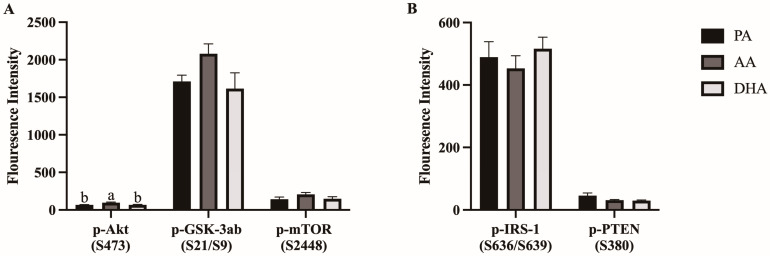 A
Flouresence Intensity
2500
2000
1500
1000
500
0
b a b
p-Akt
(S473)
p-GSK-3ab
(S21/S9)
p-mTOR
(S2448)
B
Flouresence Intensity
600
400
200
0
p-IRS-1
(S636/S639)
p-PTEN
(S380)
PA
AA
DHA